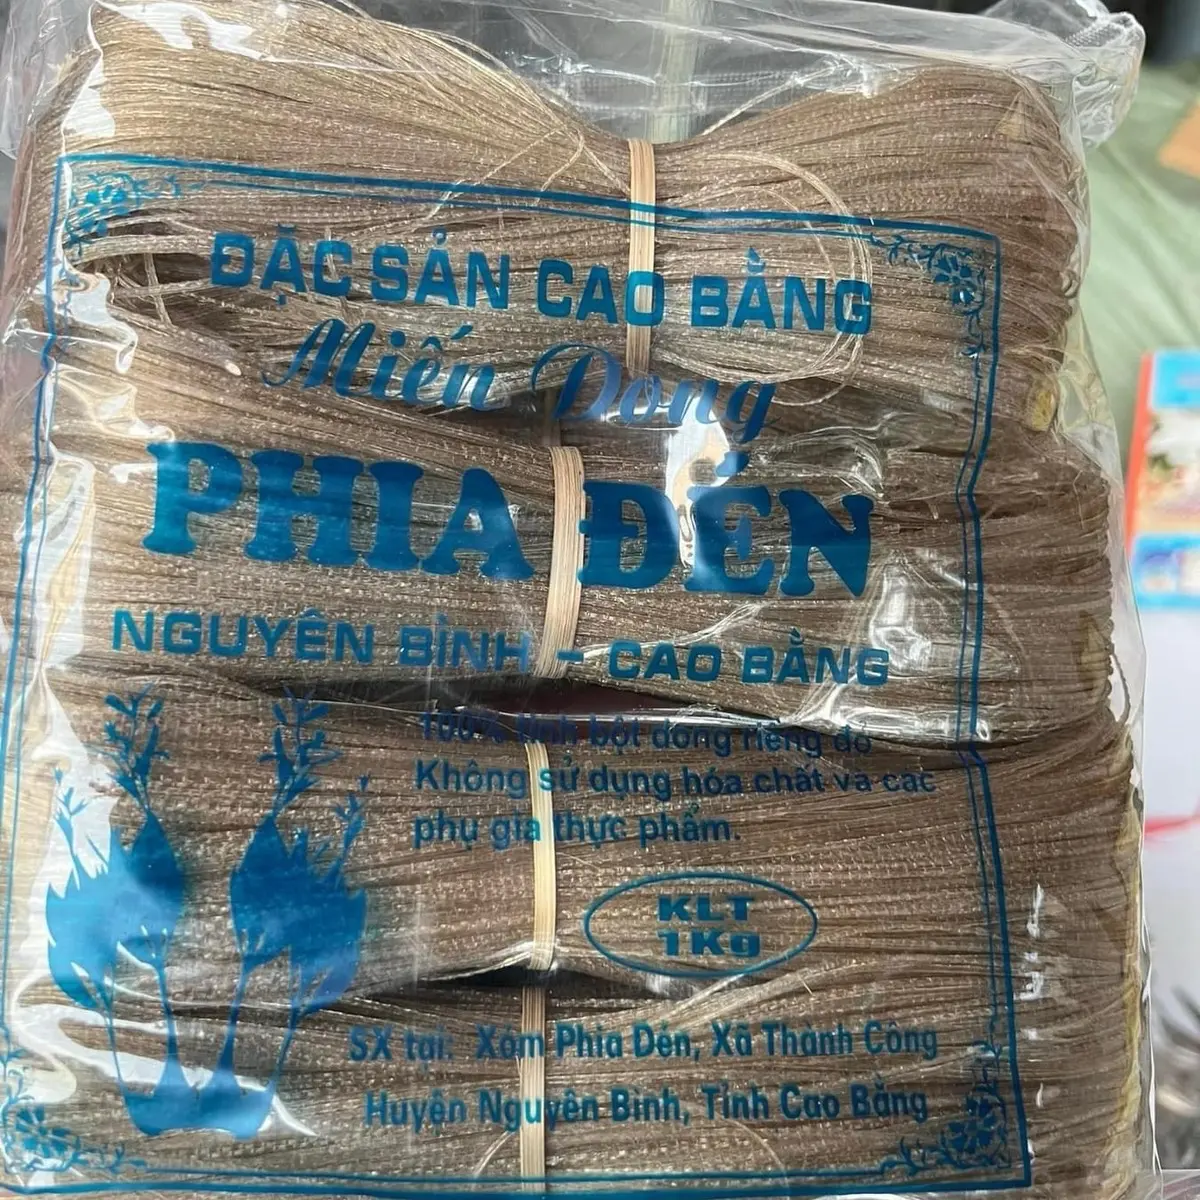 ĐẶC SẢN CAO BẰNG
Miến Dong
PHIA ĐÉN
NGUYÊN BÌNH - CAO BẰNG
100% tinh bột dong riềng đỏ
Không sử dụng hóa chất và các
phụ gia thực phẩm.
KLT
1Kg
SX tại: Xóm Phia Đén, Xã Thành Công
Huyện Nguyên Bình, Tỉnh Cao Bằng